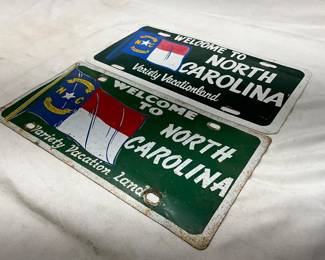 WELCOME TO
N C
NORTH
CAROLINA
Variety Vacationland
WELCOME
TO
N C
NORTH
CAROLINA
Variety Vacation Land